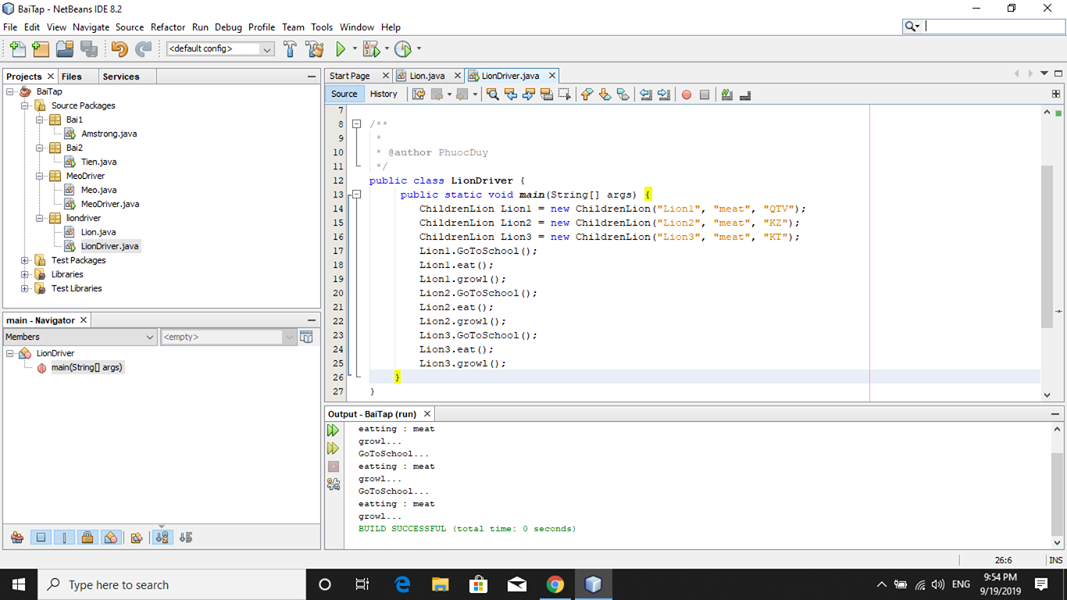 BaiTap - NetBeans IDE 8.2
File Edit View Navigate Source Refactor Run Debug Profile Team Tools Window Help
<default config>
Projects Files Services
BaiTap
Source Packages
Bai1
Amstrong.java
Bai2
Tien.java
MeoDriver
Meo.java
MeoDriver.java
liondriver
Lion.java
LionDriver.java
Test Packages
Libraries
Test Libraries
main - Navigator
Members <empty>
LionDriver
main(String[] args)
Start Page Lion.java LionDriver.java
Source History
7
8 /**
9 *
10 * @author PhuocDuy
11 */
12 public class LionDriver {
13 public static void main(String[] args) {
14 ChildrenLion Lion1 = new ChildrenLion("Lion1", "meat", "QTV");
15 ChildrenLion Lion2 = new ChildrenLion("Lion2", "meat", "KZ");
16 ChildrenLion Lion3 = new ChildrenLion("Lion3", "meat", "KT");
17 Lion1.GoToSchool();
18 Lion1.eat();
19 Lion1.growl();
20 Lion2.GoToSchool();
21 Lion2.eat();
22 Lion2.growl();
23 Lion3.GoToSchool();
24 Lion3.eat();
25 Lion3.growl();
26 }
27 }
Output - BaiTap (run)
eatting : meat
growl...
GoToSchool...
eatting : meat
growl...
GoToSchool...
eatting : meat
growl...
BUILD SUCCESSFUL (total time: 0 seconds)
26:6 INS
Type here to search
ENG
9:54 PM
9/19/2019